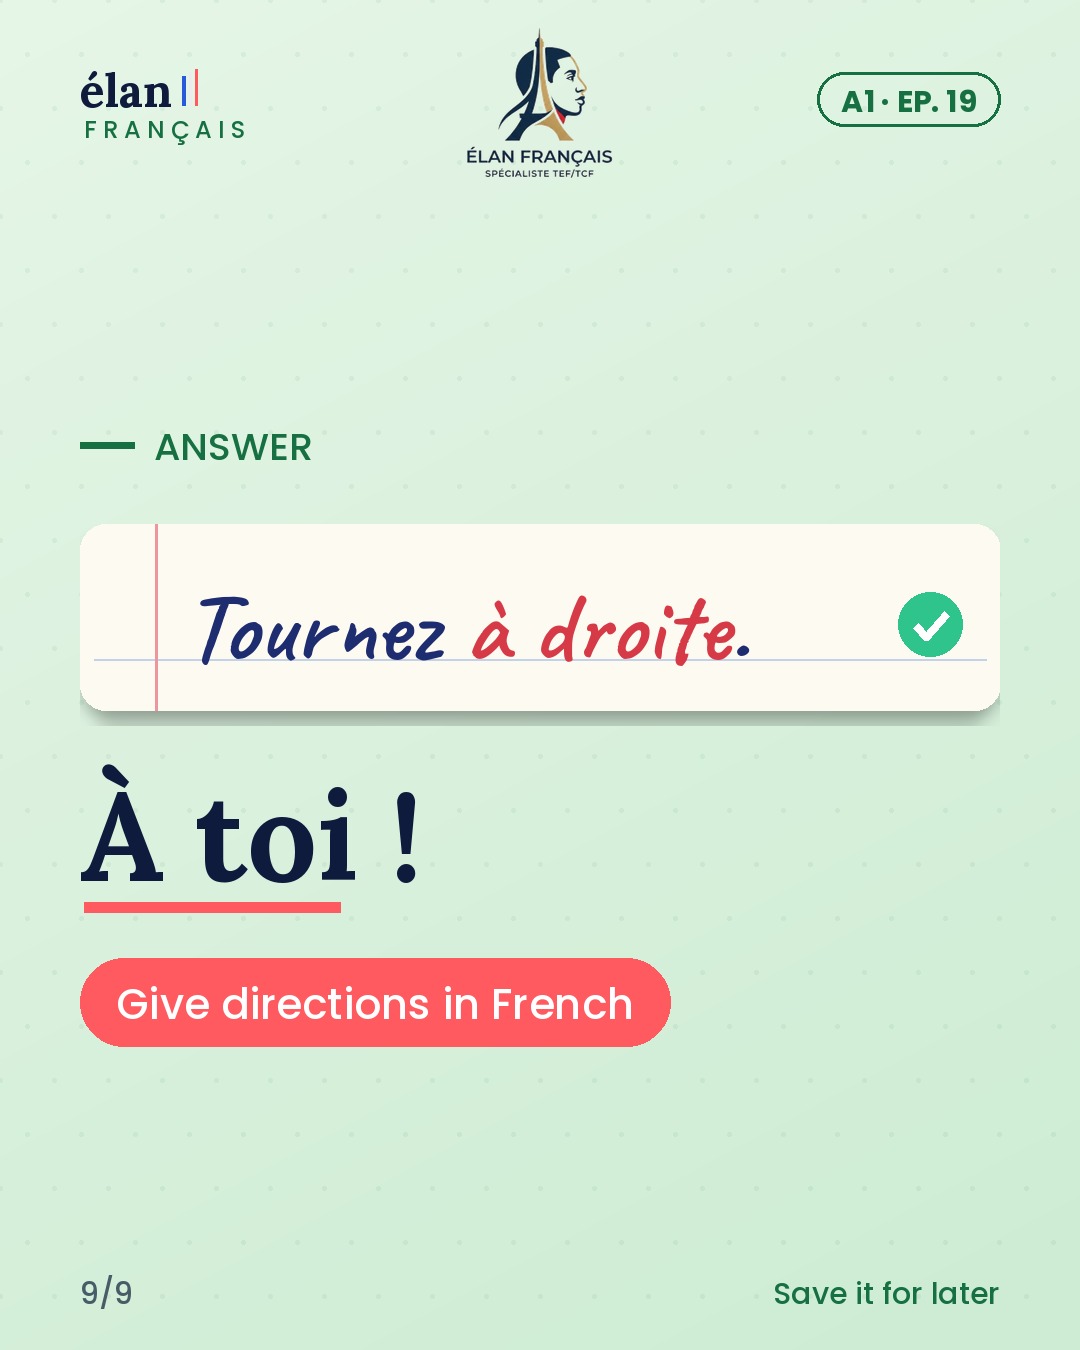 élan
FRANÇAIS
ÉLAN FRANÇAIS
SPÉCIALISTE TEF/TCF
A1 · EP. 19
ANSWER
Tournez à droite.
À toi !
Give directions in French
9/9
Save it for later